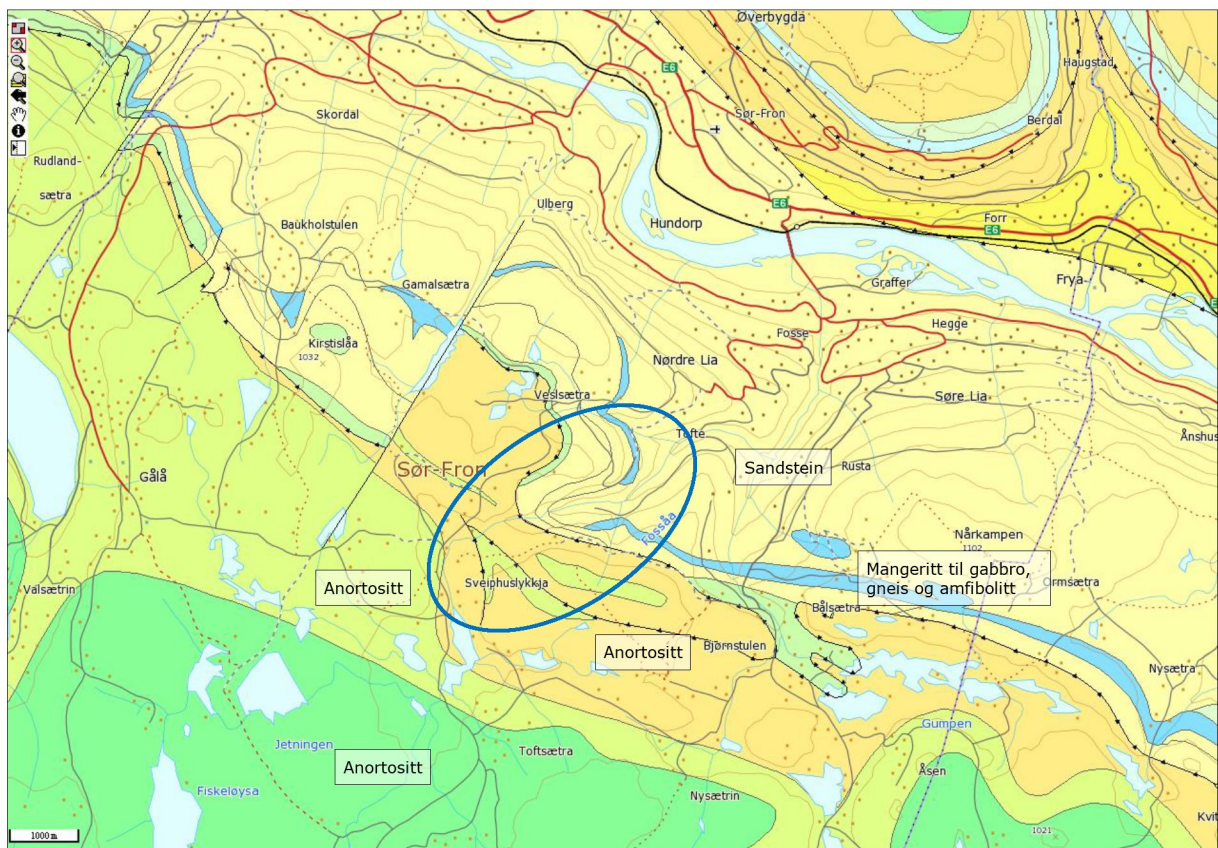 Øverbygda
Haugstad
E6
Skordal
Sør-Fron
Berdal
Rudland-
sætra
Ulberg
E6
Baukholstulen
Hundorp
Forr
E6
Gamalsætra
Graffer
Frya
Kirstislåa
1032
Fosse
Hegge
Nørdre Lia
Veslsætra
Søre Lia
Tofte
Ånshus
Sør-Fron
Sandstein
Rusta
Gålå
Fossåa
Nårkampen
1102
Valsætrin
Anortositt
Sveiphuslykkja
Mangeritt til gabbro,
gneis og amfibolitt
Ormsætra
Bålsætra
Anortositt
Bjørnstulen
Nysætra
Gumpen
Jetningen
Toftsætra
Anortositt
Åsen
Fiskeløysa
Nysætrin
Kvit
1000 m
1021